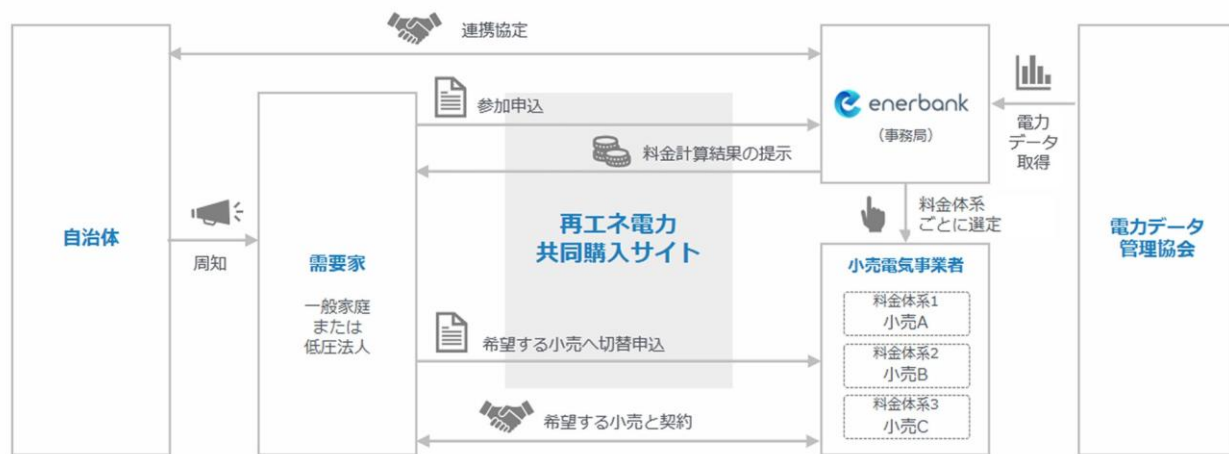 連携協定
自治体
周知
需要家
一般家庭
または
低圧法人
参加申込
料金計算結果の提示
再エネ電力
共同購入サイト
希望する小売へ切替申込
希望する小売と契約
enerbank
(事務局)
料金体系
ごとに選定
小売電気事業者
料金体系1
小売A
料金体系2
小売B
料金体系3
小売C
電力
データ
取得
電力データ
管理協会